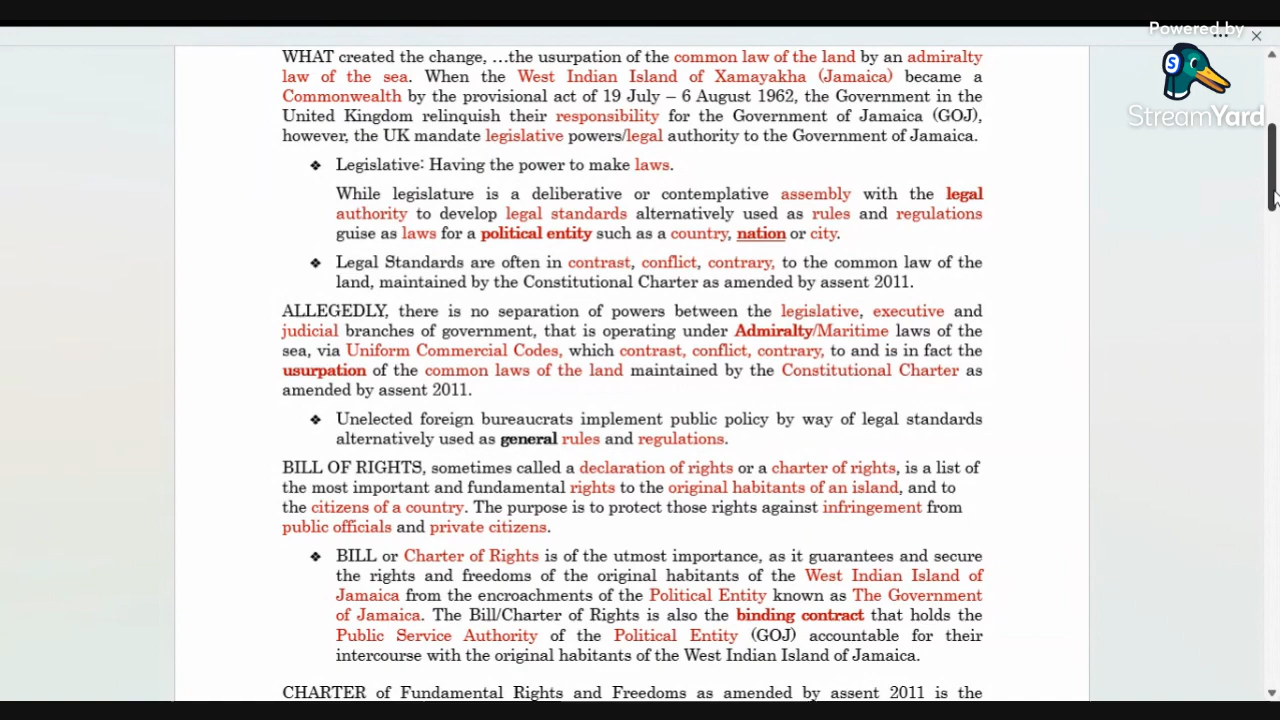 Powered by
StreamYard
WHAT created the change, …the usurpation of the common law of the land by an admiralty
law of the sea. When the West Indian Island of Xamayakha (Jamaica) became a
Commonwealth by the provisional act of 19 July – 6 August 1962, the Government in the
United Kingdom relinquish their responsibility for the Government of Jamaica (GOJ),
however, the UK mandate legislative powers/legal authority to the Government of Jamaica.
❖ Legislative: Having the power to make laws.
While legislature is a deliberative or contemplative assembly with the legal
authority to develop legal standards alternatively used as rules and regulations
guise as laws for a political entity such as a country, nation or city.
❖ Legal Standards are often in contrast, conflict, contrary, to the common law of the
land, maintained by the Constitutional Charter as amended by assent 2011.
ALLEGEDLY, there is no separation of powers between the legislative, executive and
judicial branches of government, that is operating under Admiralty/Maritime laws of the
sea, via Uniform Commercial Codes, which contrast, conflict, contrary, to and is in fact the
usurpation of the common laws of the land maintained by the Constitutional Charter as
amended by assent 2011.
❖ Unelected foreign bureaucrats implement public policy by way of legal standards
alternatively used as general rules and regulations.
BILL OF RIGHTS, sometimes called a declaration of rights or a charter of rights, is a list of
the most important and fundamental rights to the original habitants of an island, and to
the citizens of a country. The purpose is to protect those rights against infringement from
public officials and private citizens.
❖ BILL or Charter of Rights is of the utmost importance, as it guarantees and secure
the rights and freedoms of the original habitants of the West Indian Island of
Jamaica from the encroachments of the Political Entity known as The Government
of Jamaica. The Bill/Charter of Rights is also the binding contract that holds the
Public Service Authority of the Political Entity (GOJ) accountable for their
intercourse with the original habitants of the West Indian Island of Jamaica.
CHARTER of Fundamental Rights and Freedoms as amended by assent 2011 is the